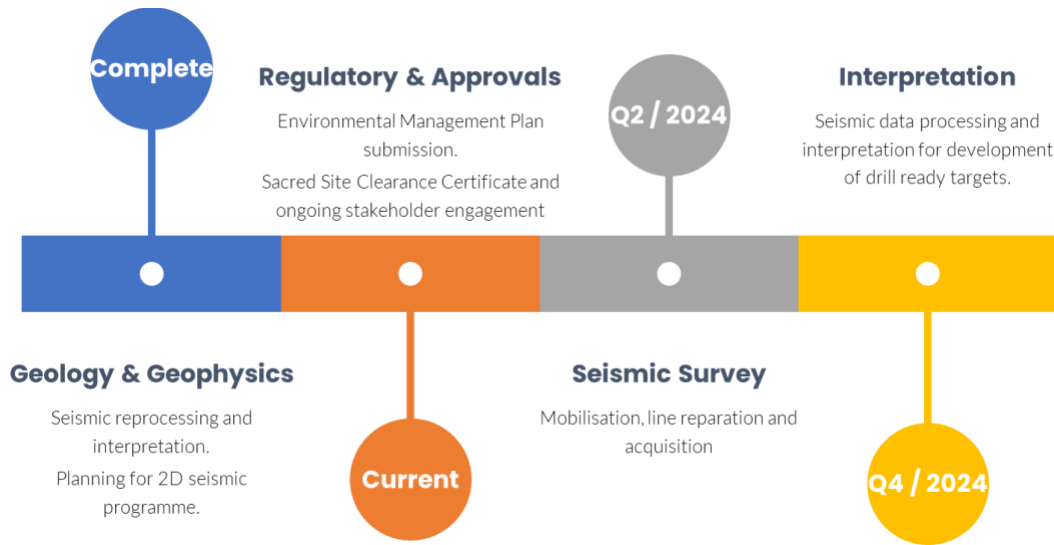 Complete
Geology & Geophysics
Seismic reprocessing and
interpretation.
Planning for 2D seismic
programme.
Regulatory & Approvals
Environmental Management Plan
submission.
Sacred Site Clearance Certificate and
ongoing stakeholder engagement
Current
Q2 / 2024
Seismic Survey
Mobilisation, line reparation and
acquisition
Interpretation
Seismic data processing and
interpretation for development
of drill ready targets.
Q4 / 2024